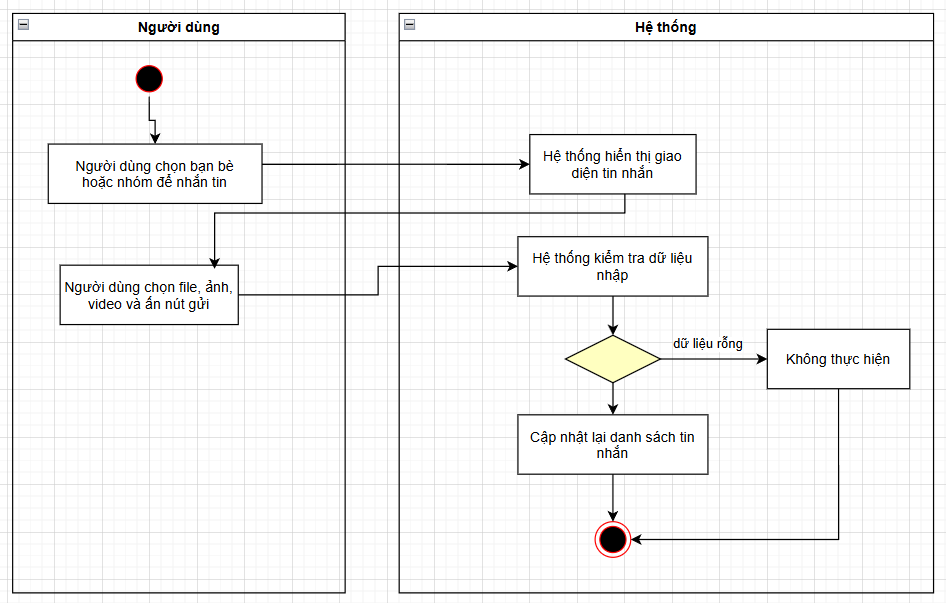 Người dùng
Hệ thống
Người dùng chọn bạn bè
hoặc nhóm để nhắn tin
Hệ thống hiển thị giao
diện tin nhắn
Người dùng chọn file, ảnh,
video và ấn nút gửi
Hệ thống kiểm tra dữ liệu
nhập
dữ liệu rỗng
Không thực hiện
Cập nhật lại danh sách tin
nhắn